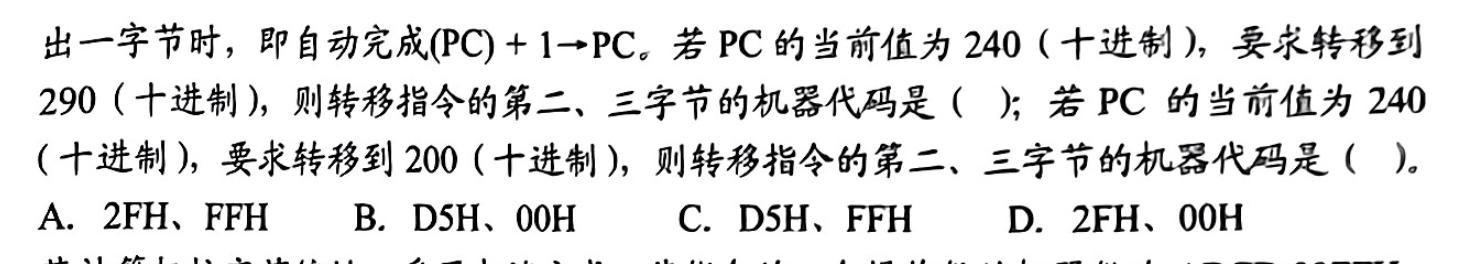 出一字节时，即自动完成(PC) + 1→PC。若 PC 的当前值为 240（十进制），要求转移到
290（十进制），则转移指令的第二、三字节的机器代码是（ ）；若 PC 的当前值为 240
（十进制），要求转移到 200（十进制），则转移指令的第二、三字节的机器代码是（ ）。
A. 2FH、FFH B. D5H、00H C. D5H、FFH D. 2FH、00H